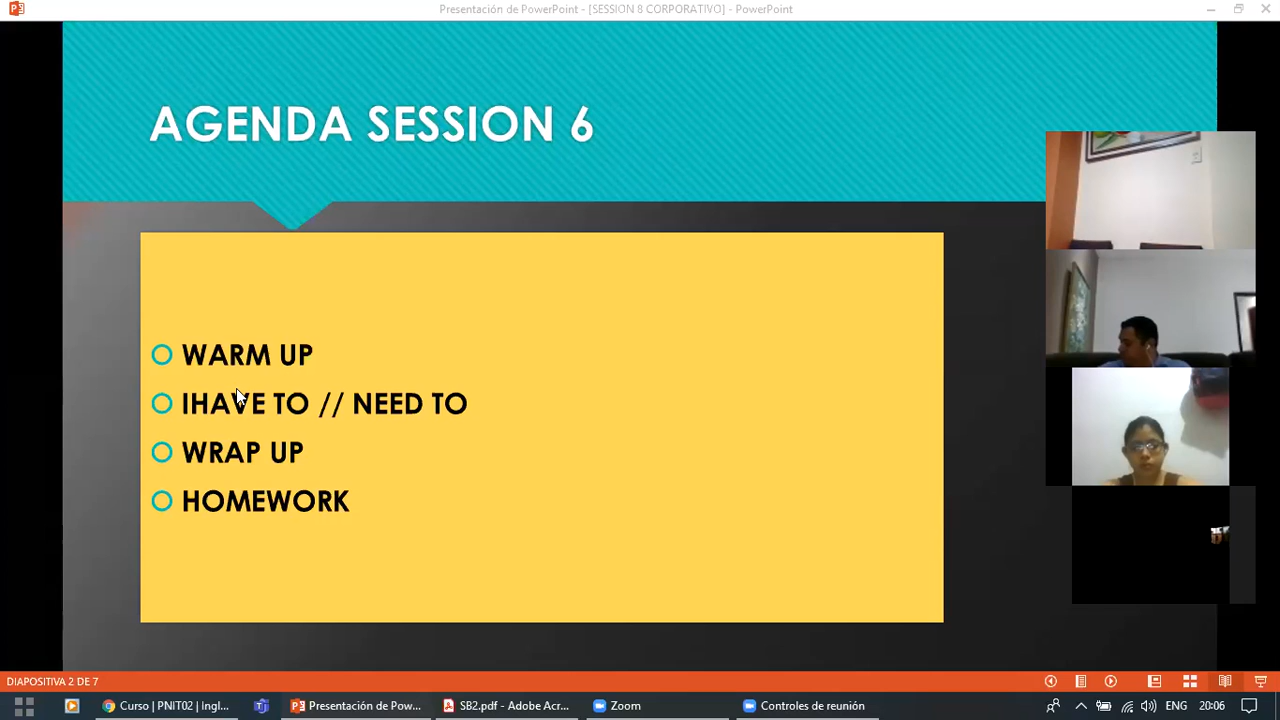 Presentación de PowerPoint - [SESSION 8 CORPORATIVO] - PowerPoint
AGENDA SESSION 6
WARM UP
IHAVE TO // NEED TO
WRAP UP
HOMEWORK
DIAPOSITIVA 2 DE 7
Curso | PNIT02 | Ingl...
Presentación de Pow...
SB2.pdf - Adobe Acr...
Zoom
Controles de reunión
ENG
20:06